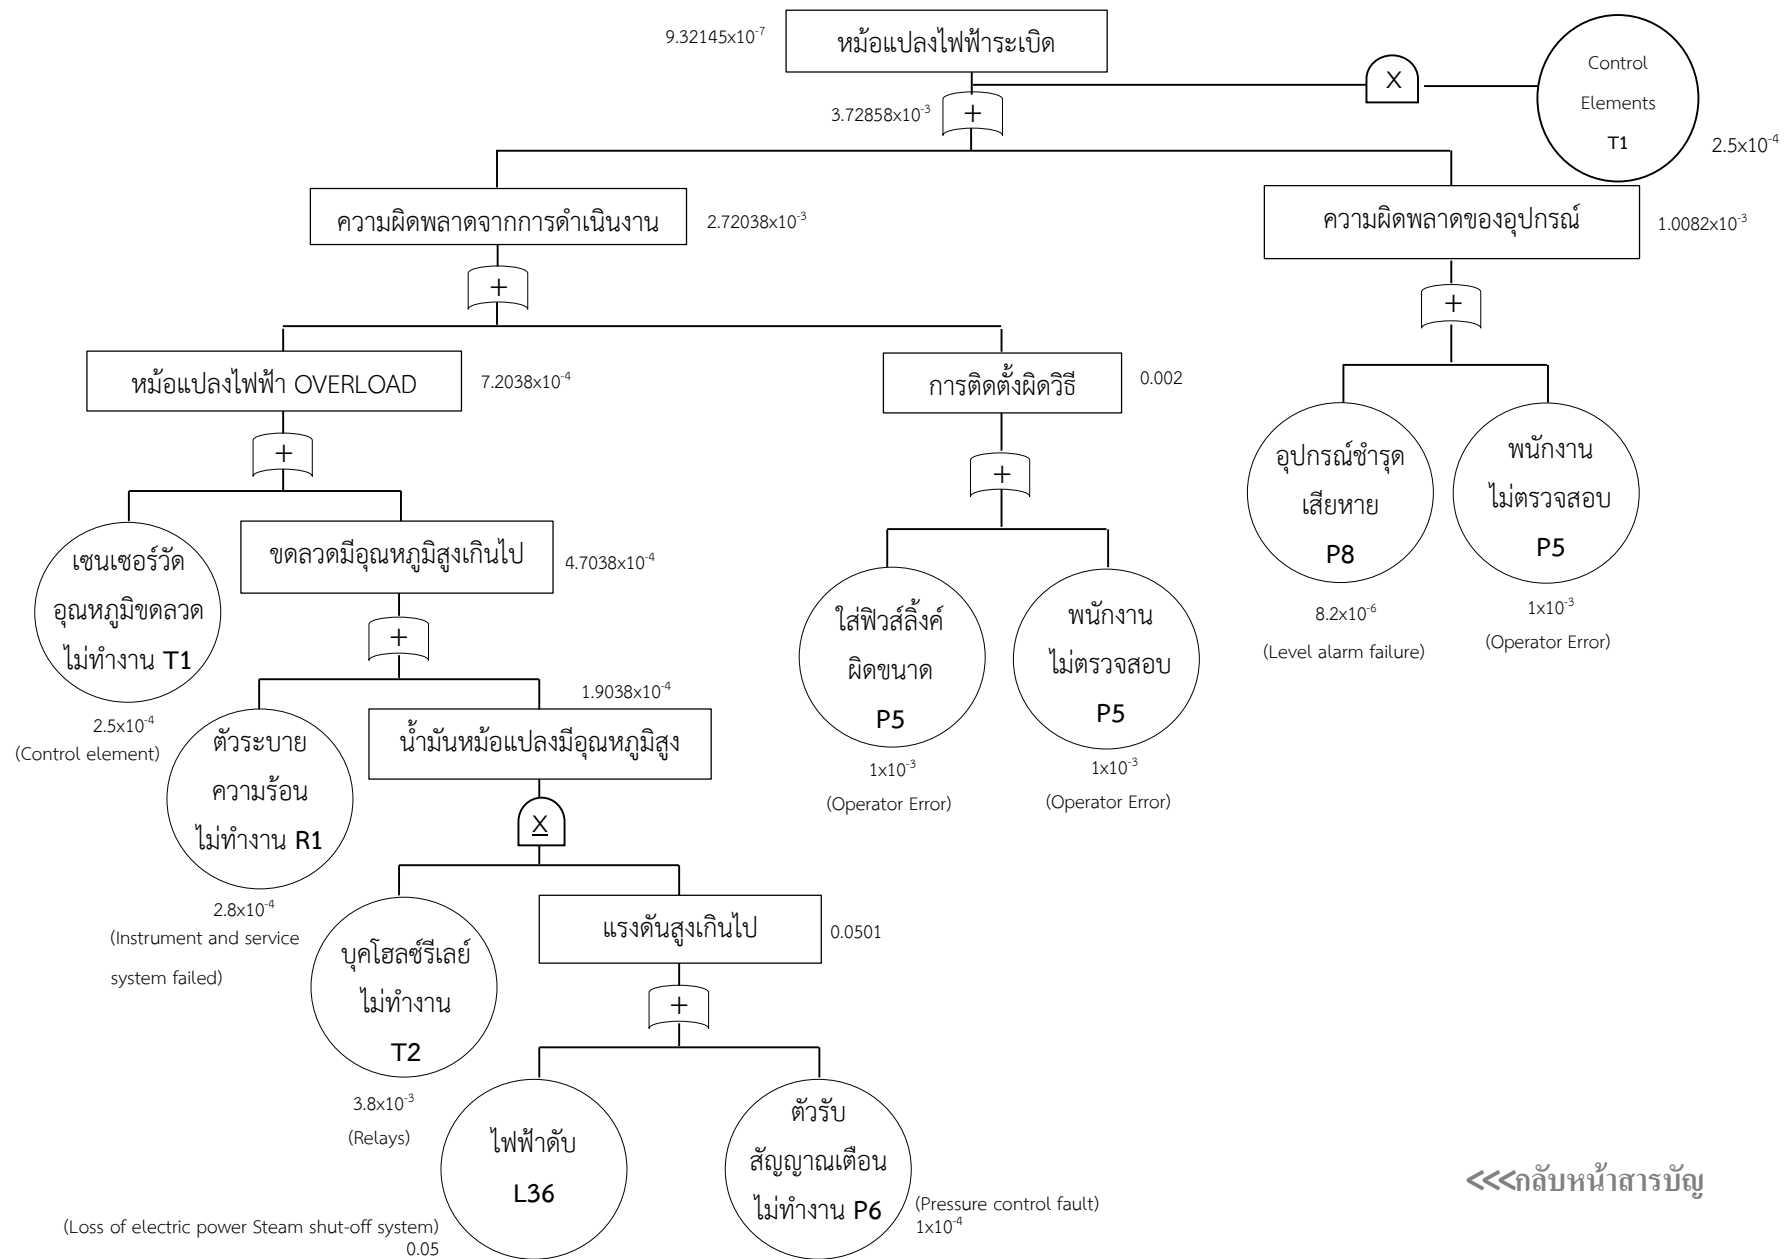 9.32145x10⁻⁷
หม้อแปลงไฟฟ้าระเบิด
X
Control
Elements
T1
2.5x10⁻⁴
3.72858x10⁻³
+
ความผิดพลาดจากการดำเนินงาน
2.72038x10⁻³
ความผิดพลาดของอุปกรณ์
1.0082x10⁻³
+
+
หม้อแปลงไฟฟ้า OVERLOAD
7.2038x10⁻⁴
การติดตั้งผิดวิธี
0.002
+
+
อุปกรณ์ชำรุด
เสียหาย
P8
8.2x10⁻⁶
(Level alarm failure)
พนักงาน
ไม่ตรวจสอบ
P5
1x10⁻³
(Operator Error)
เซนเซอร์วัด
อุณหภูมิขดลวด
ไม่ทำงาน T1
2.5x10⁻⁴
(Control element)
ขดลวดมีอุณหภูมิสูงเกินไป
4.7038x10⁻⁴
+
ใส่ฟิวส์ลิ้งค์
ผิดขนาด
P5
1x10⁻³
(Operator Error)
พนักงาน
ไม่ตรวจสอบ
P5
1x10⁻³
(Operator Error)
ตัวระบาย
ความร้อน
ไม่ทำงาน R1
2.8x10⁻⁴
(Instrument and service
system failed)
1.9038x10⁻⁴
น้ำมันหม้อแปลงมีอุณหภูมิสูง
X
บุคโฮลซ์รีเลย์
ไม่ทำงาน
T2
3.8x10⁻³
(Relays)
แรงดันสูงเกินไป
0.0501
+
ไฟฟ้าดับ
L36
(Loss of electric power Steam shut-off system)
0.05
ตัวรับ
สัญญาณเตือน
ไม่ทำงาน P6
(Pressure control fault)
1x10⁻⁴
<<<กลับหน้าสารบัญ